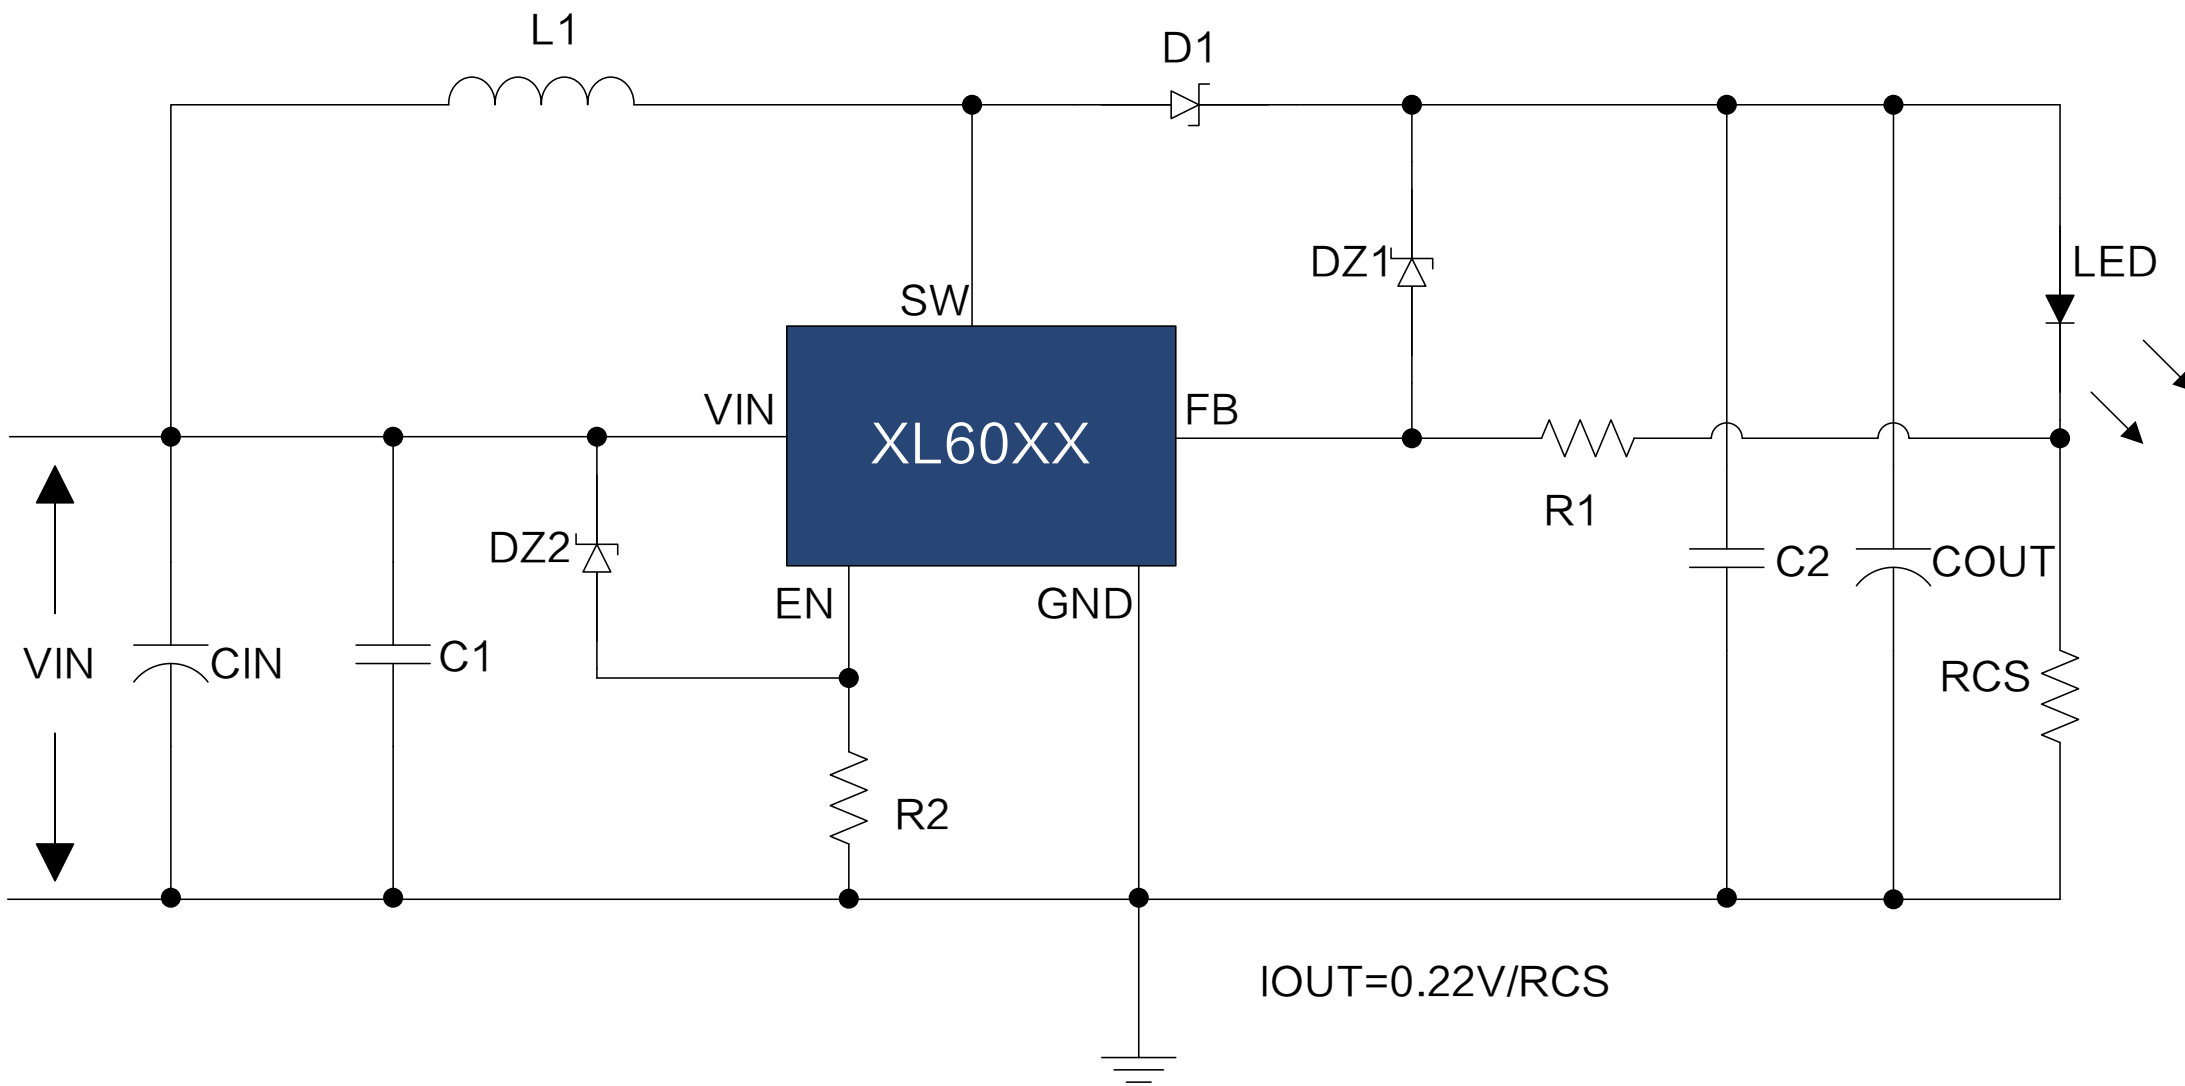 L1
D1
DZ1
LED
SW
VIN
FB
XL60XX
R1
DZ2
C2
COUT
EN
GND
VIN
CIN
C1
RCS
R2
IOUT=0.22V/RCS